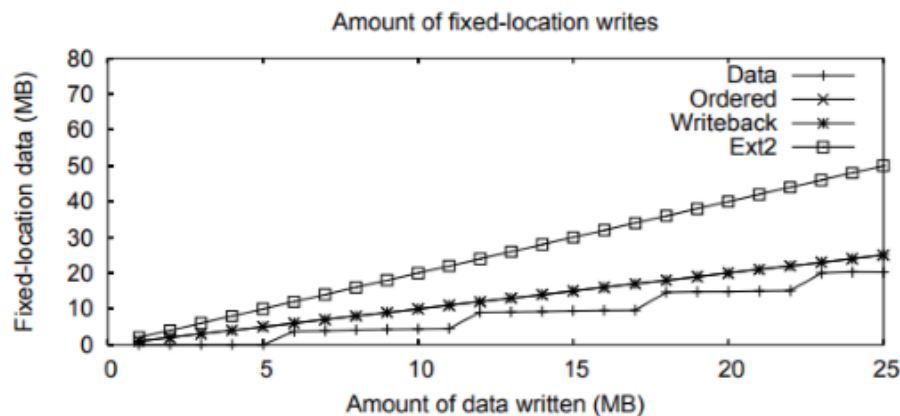 Amount of fixed-location writes
Fixed-location data (MB)
80
70
60
50
40
30
20
10
0
Data
Ordered
Writeback
Ext2
0 5 10 15 20 25
Amount of data written (MB)